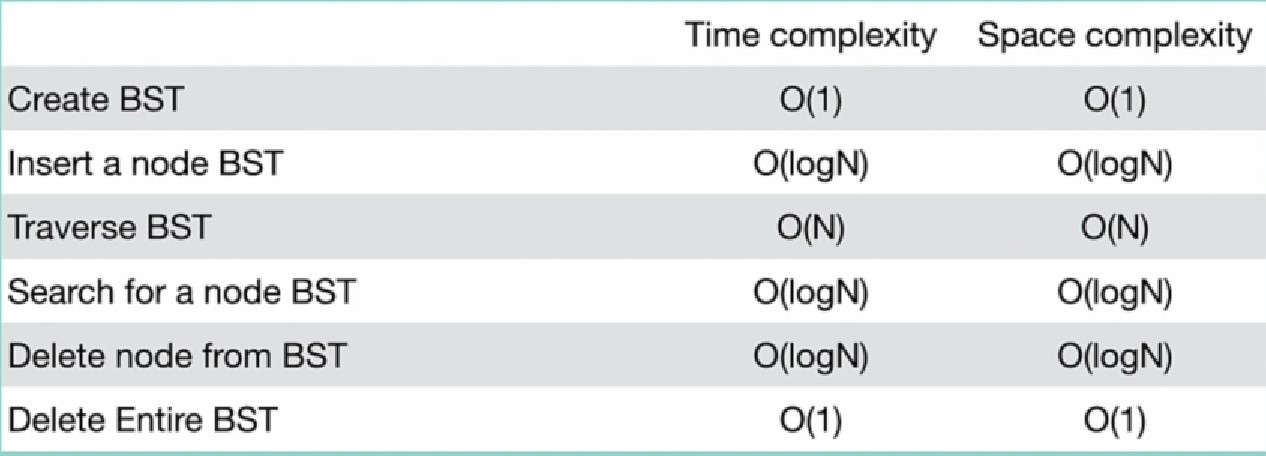 Time complexity Space complexity
Create BST O(1) O(1)
Insert a node BST O(logN) O(logN)
Traverse BST O(N) O(N)
Search for a node BST O(logN) O(logN)
Delete node from BST O(logN) O(logN)
Delete Entire BST O(1) O(1)